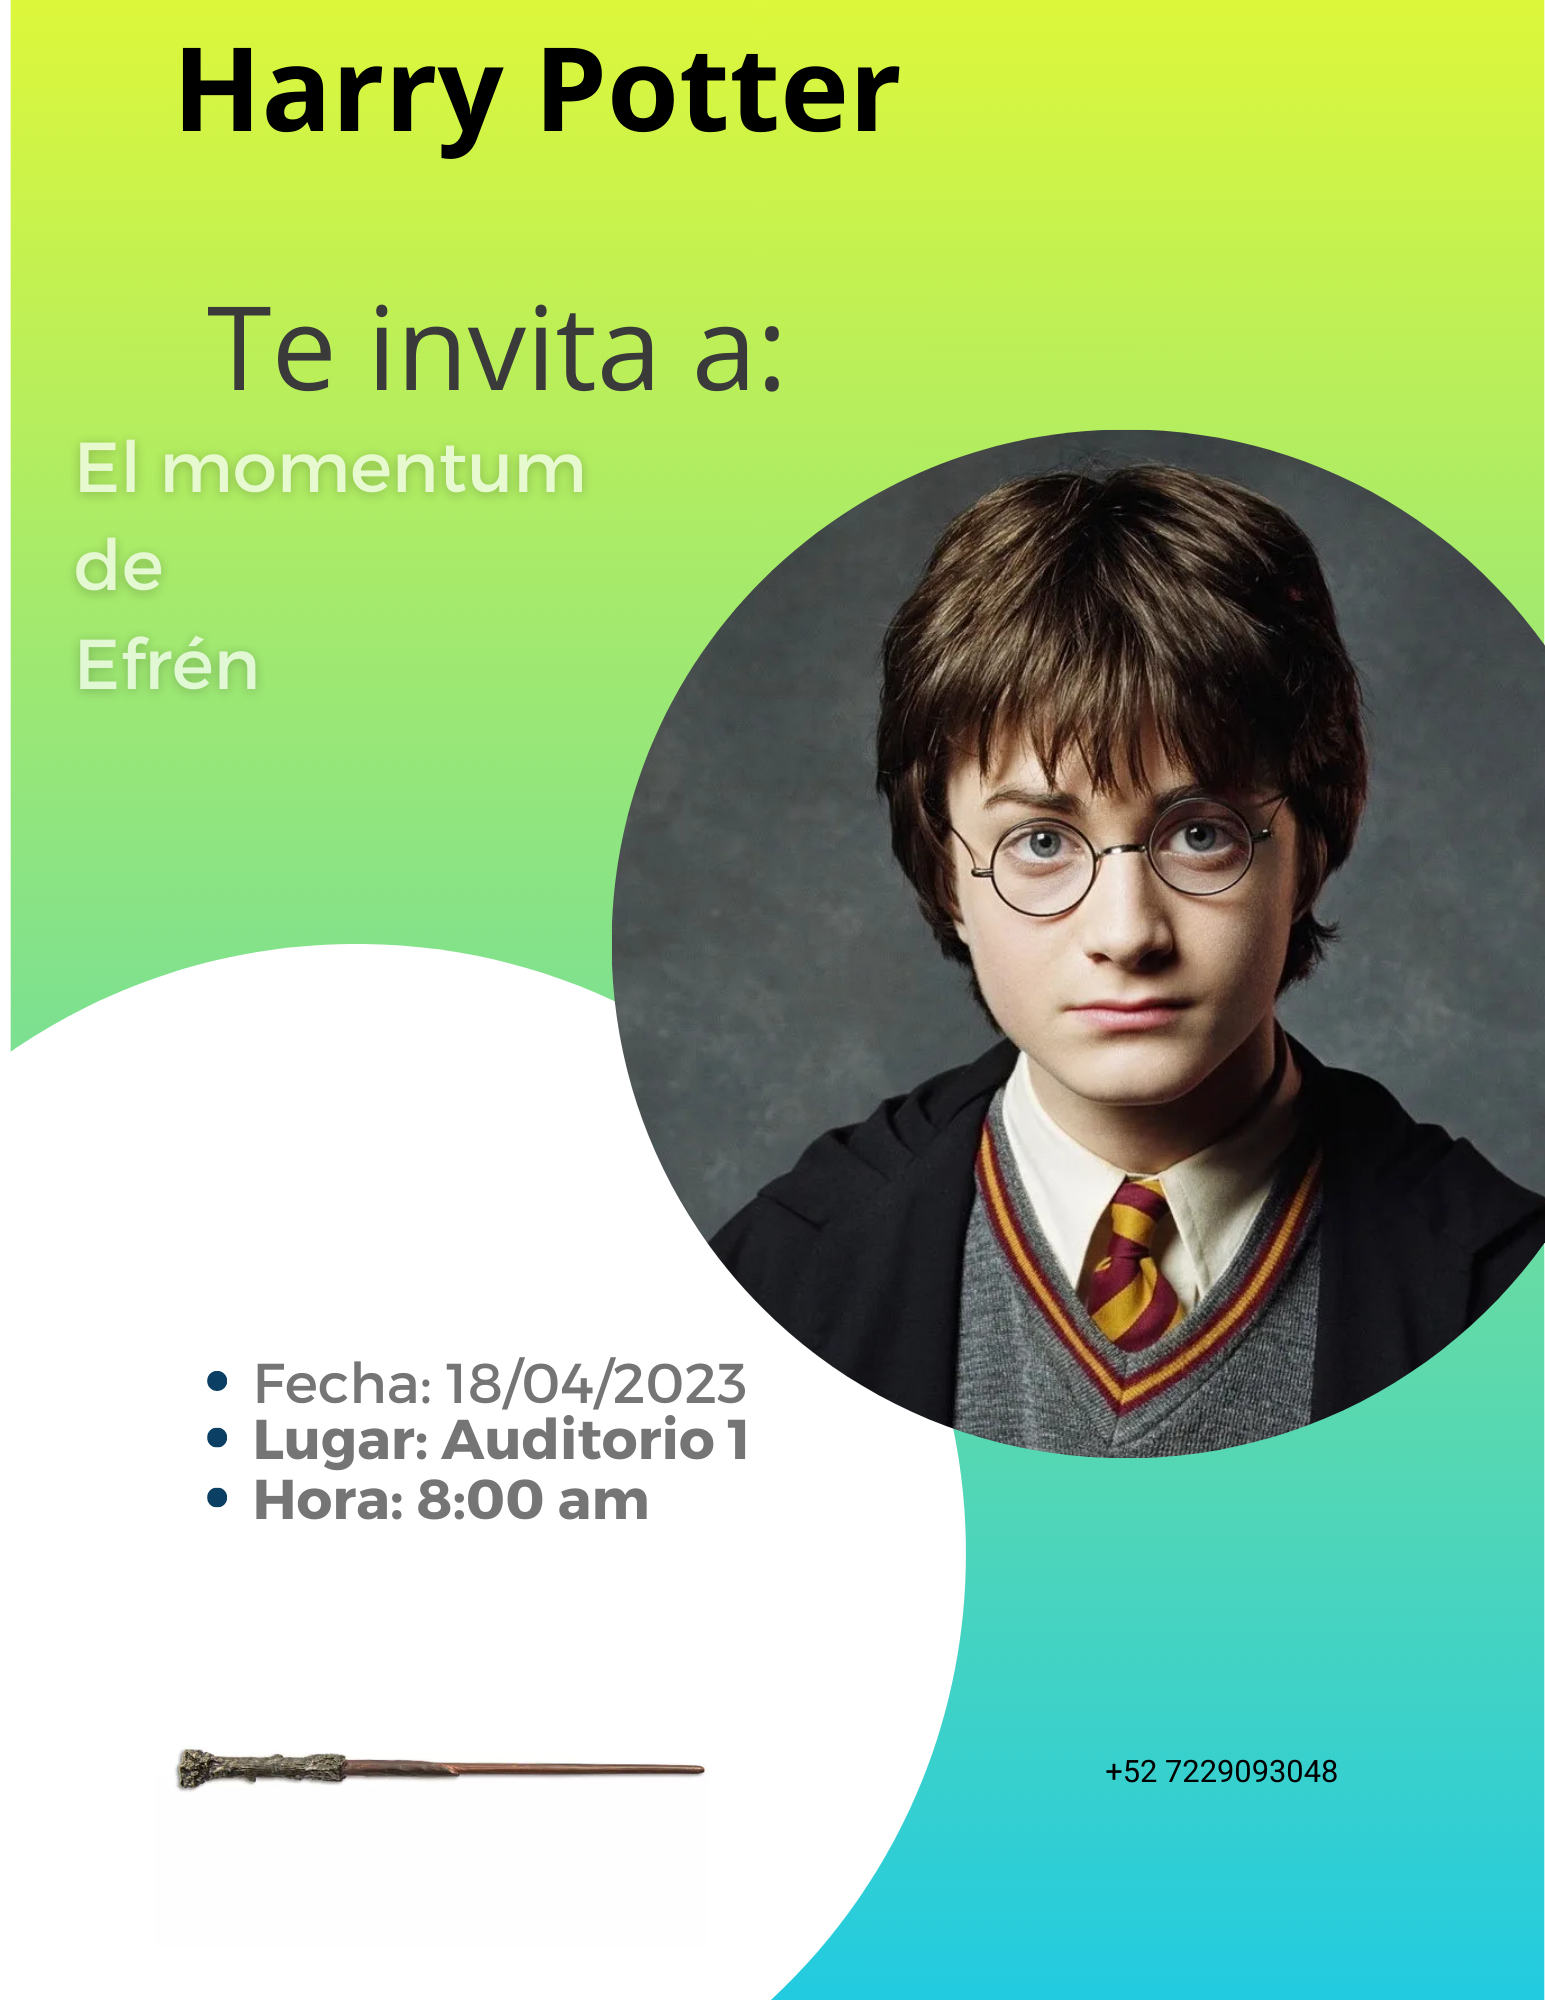 Harry Potter
Te invita a:
El momentum
de
Efrén
Fecha: 18/04/2023
Lugar: Auditorio 1
Hora: 8:00 am
+52 7229093048